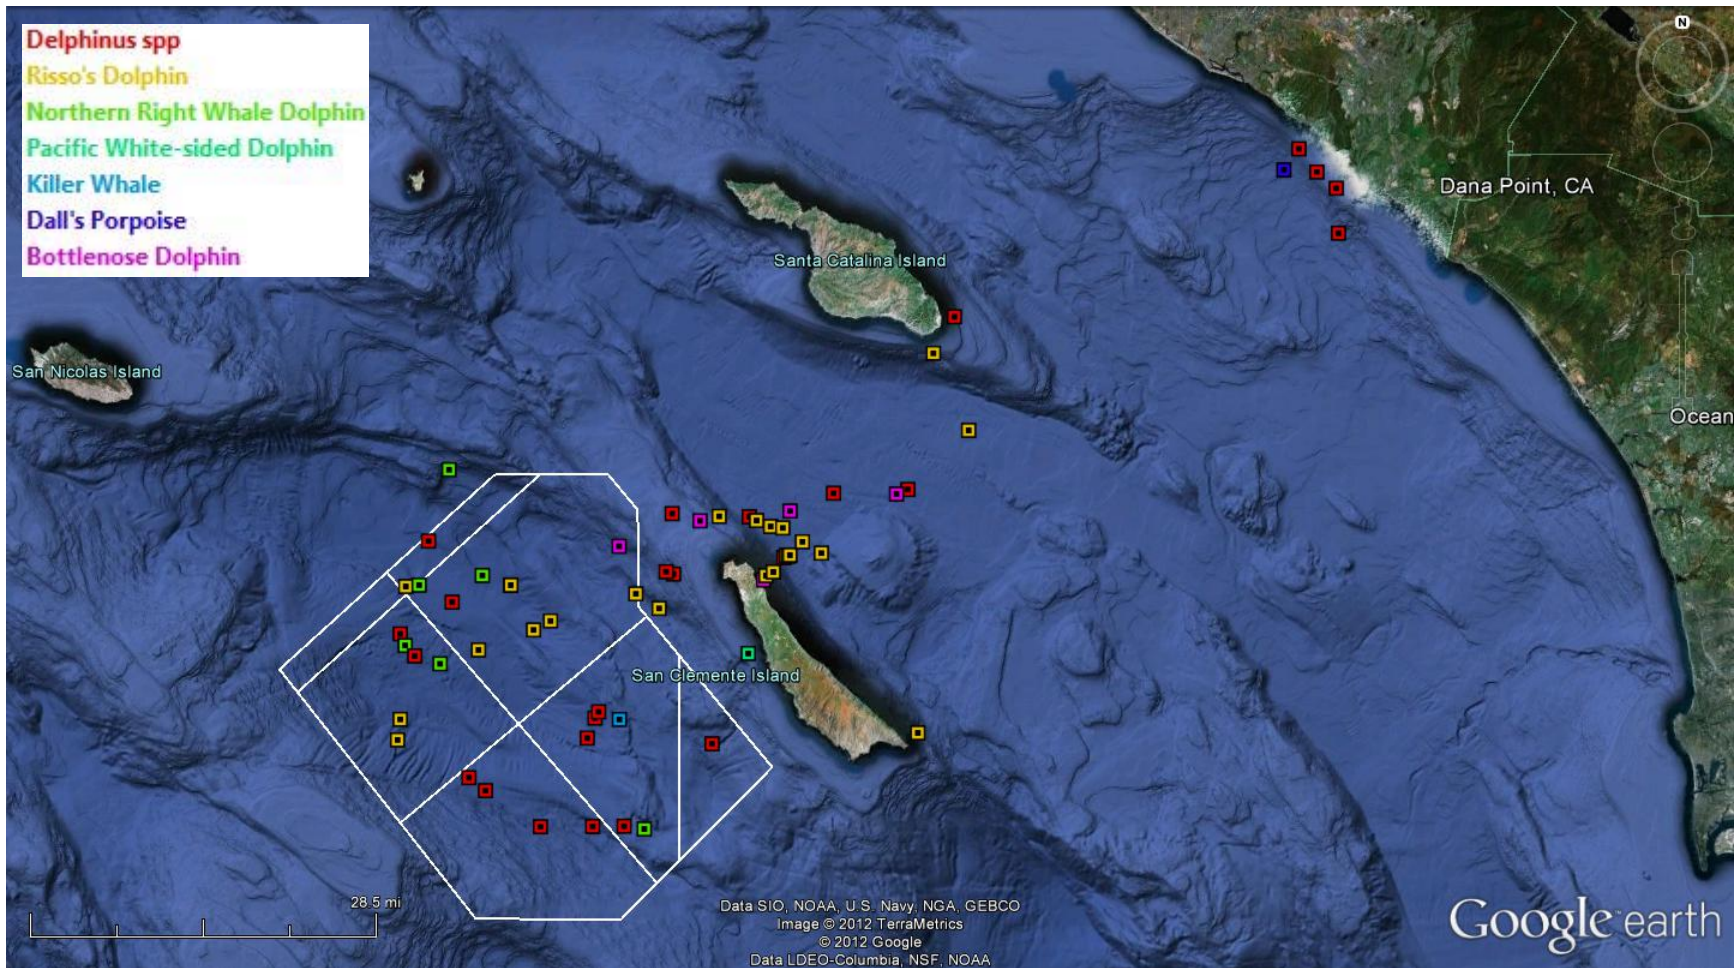 Delphinus spp
Risso's Dolphin
Northern Right Whale Dolphin
Pacific White-sided Dolphin
Killer Whale
Dall's Porpoise
Bottlenose Dolphin
N
Dana Point, CA
Santa Catalina Island
San Nicolas Island
Ocean
San Clemente Island
28.5 mi
Data SIO, NOAA, U.S. Navy, NGA, GEBCO
Image © 2012 TerraMetrics
© 2012 Google
Data LDEO-Columbia, NSF, NOAA
Google earth